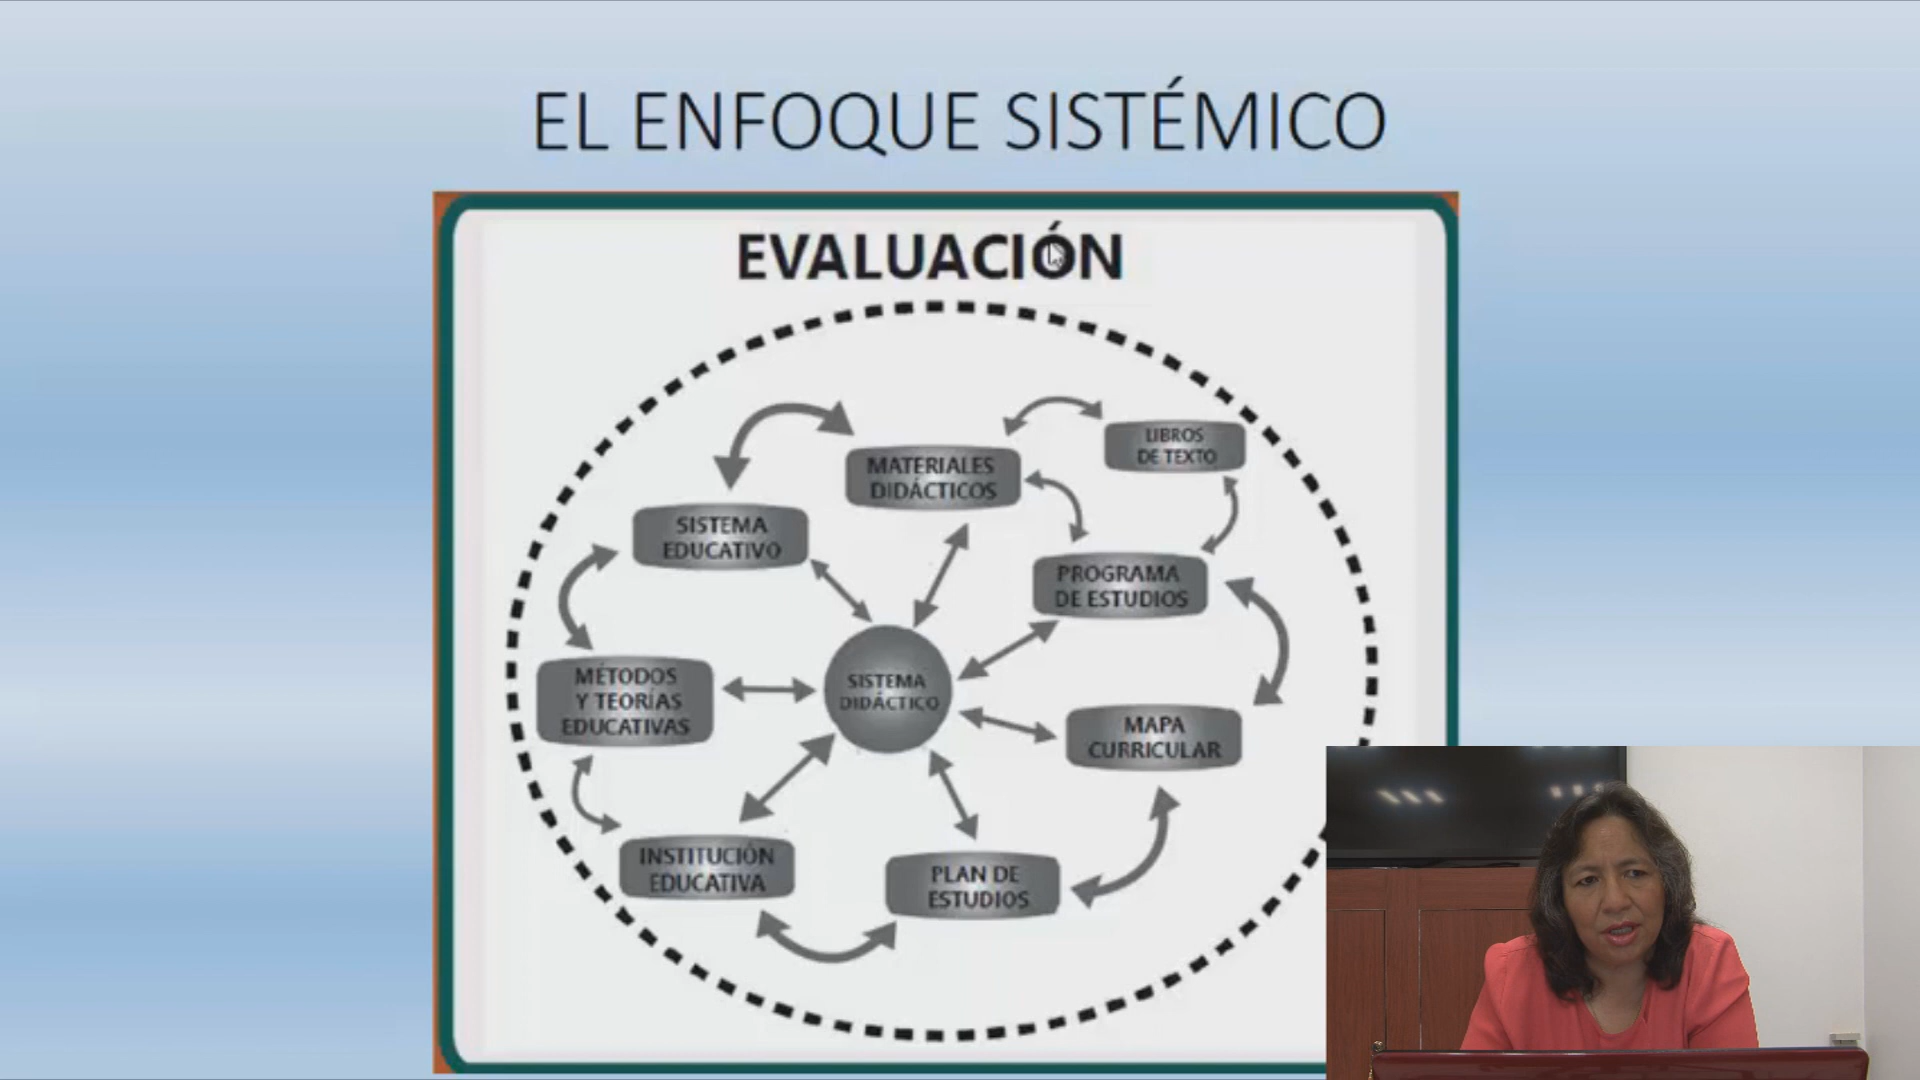 EL ENFOQUE SISTÉMICO
EVALUACIÓN
LIBROS
DE TEXTO
MATERIALES
DIDÁCTICOS
SISTEMA
EDUCATIVO
PROGRAMA
DE ESTUDIOS
MÉTODOS
Y TEORÍAS
EDUCATIVAS
SISTEMA
DIDÁCTICO
MAPA
CURRICULAR
INSTITUCIÓN
EDUCATIVA
PLAN DE
ESTUDIOS